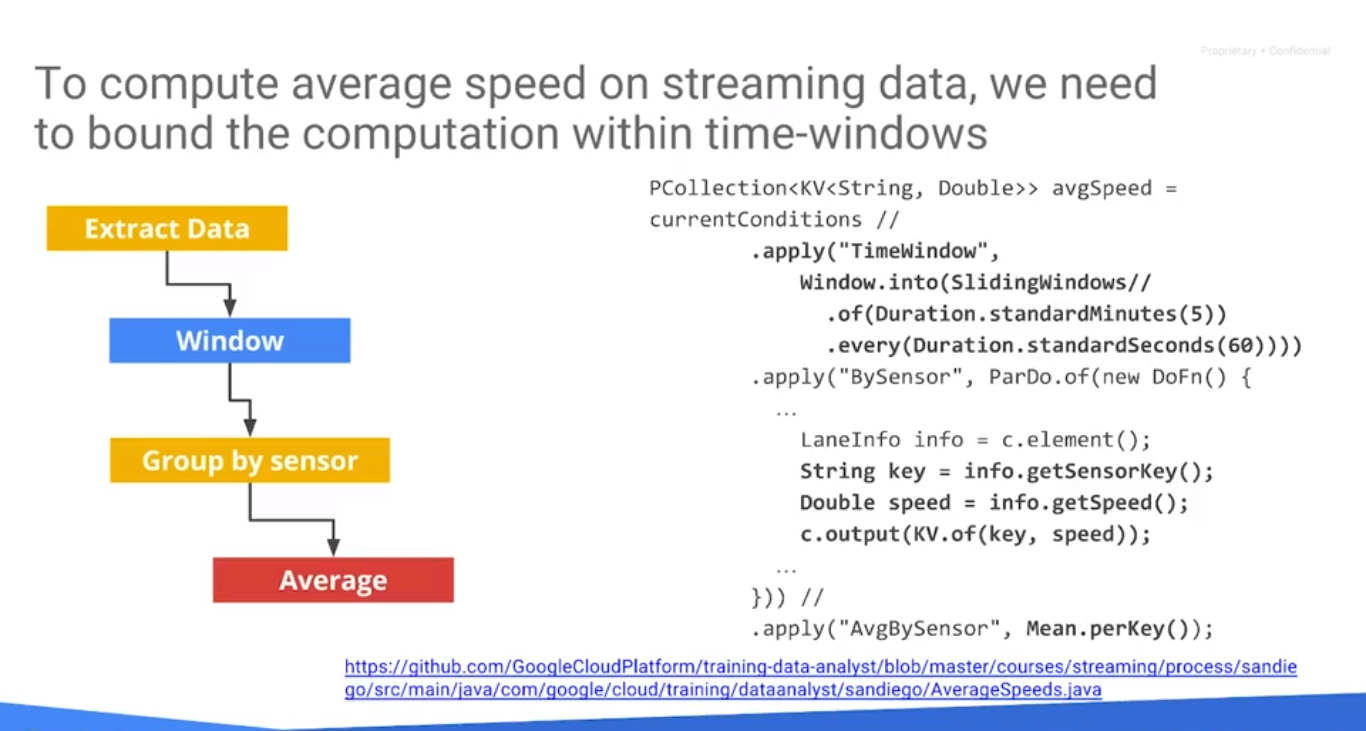 Proprietary + Confidential
To compute average speed on streaming data, we need
to bound the computation within time-windows
Extract Data
Window
Group by sensor
Average
PCollection<KV<String, Double>> avgSpeed =
currentConditions //
.apply("TimeWindow",
Window.into(SlidingWindows//
.of(Duration.standardMinutes(5))
.every(Duration.standardSeconds(60))))
.apply("BySensor", ParDo.of(new DoFn() {
...
LaneInfo info = c.element();
String key = info.getSensorKey();
Double speed = info.getSpeed();
c.output(KV.of(key, speed));
...
})) //
.apply("AvgBySensor", Mean.perKey());
https://github.com/GoogleCloudPlatform/training-data-analyst/blob/master/courses/streaming/process/sandie
go/src/main/java/com/google/cloud/training/dataanalyst/sandiego/AverageSpeeds.java